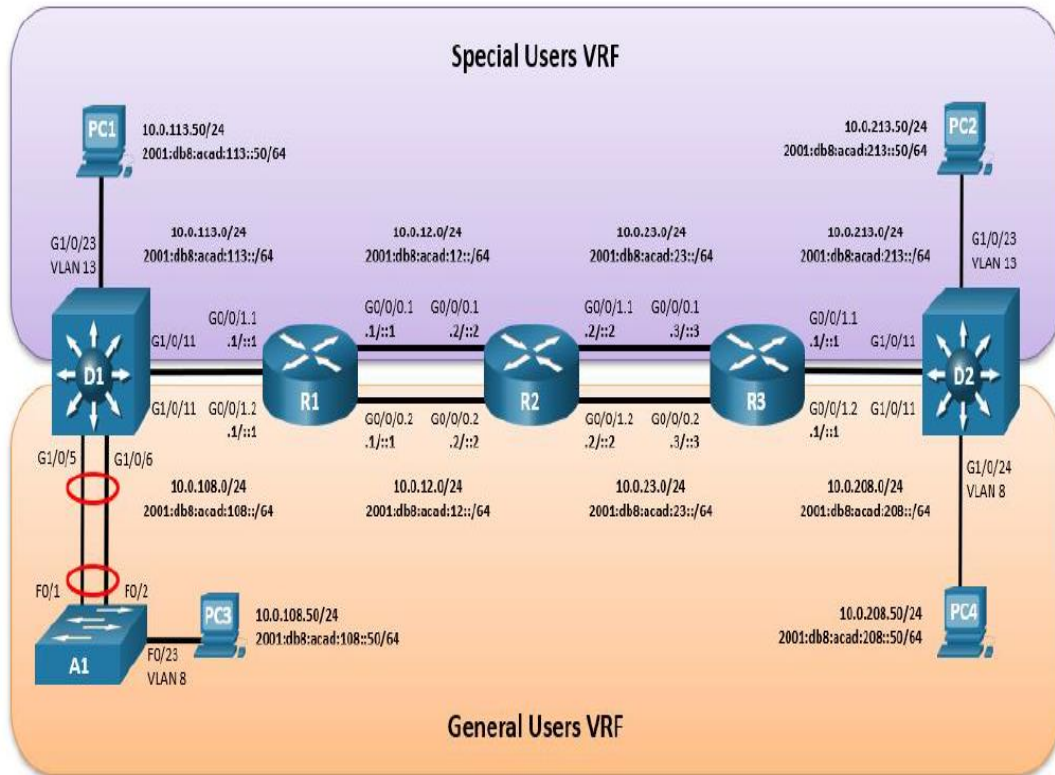 Special Users VRF
PC1
10.0.113.50/24
2001:db8:acad:113::50/64
10.0.213.50/24
2001:db8:acad:213::50/64
PC2
G1/0/23
VLAN 13
10.0.113.0/24
2001:db8:acad:113::/64
10.0.12.0/24
2001:db8:acad:12::/64
10.0.23.0/24
2001:db8:acad:23::/64
10.0.213.0/24
2001:db8:acad:213::/64
G1/0/23
VLAN 13
D1
G1/0/11
G0/0/1.1
.1/::1
R1
G0/0/0.1
.1/::1
G0/0/0.1
.2/::2
R2
G0/0/1.1
.2/::2
G0/0/0.1
.3/::3
R3
G0/0/1.1
.1/::1
G1/0/11
D2
G1/0/11
G0/0/1.2
.1/::1
G0/0/0.2
.1/::1
G0/0/0.2
.2/::2
G0/0/1.2
.2/::2
G0/0/0.2
.3/::3
G0/0/1.2
.1/::1
G1/0/11
G1/0/5
G1/0/6
10.0.108.0/24
2001:db8:acad:108::/64
10.0.12.0/24
2001:db8:acad:12::/64
10.0.23.0/24
2001:db8:acad:23::/64
10.0.208.0/24
2001:db8:acad:208::/64
G1/0/24
VLAN 8
F0/1
F0/2
A1
F0/23
VLAN 8
PC3
10.0.108.50/24
2001:db8:acad:108::50/64
10.0.208.50/24
2001:db8:acad:208::50/64
PC4
General Users VRF